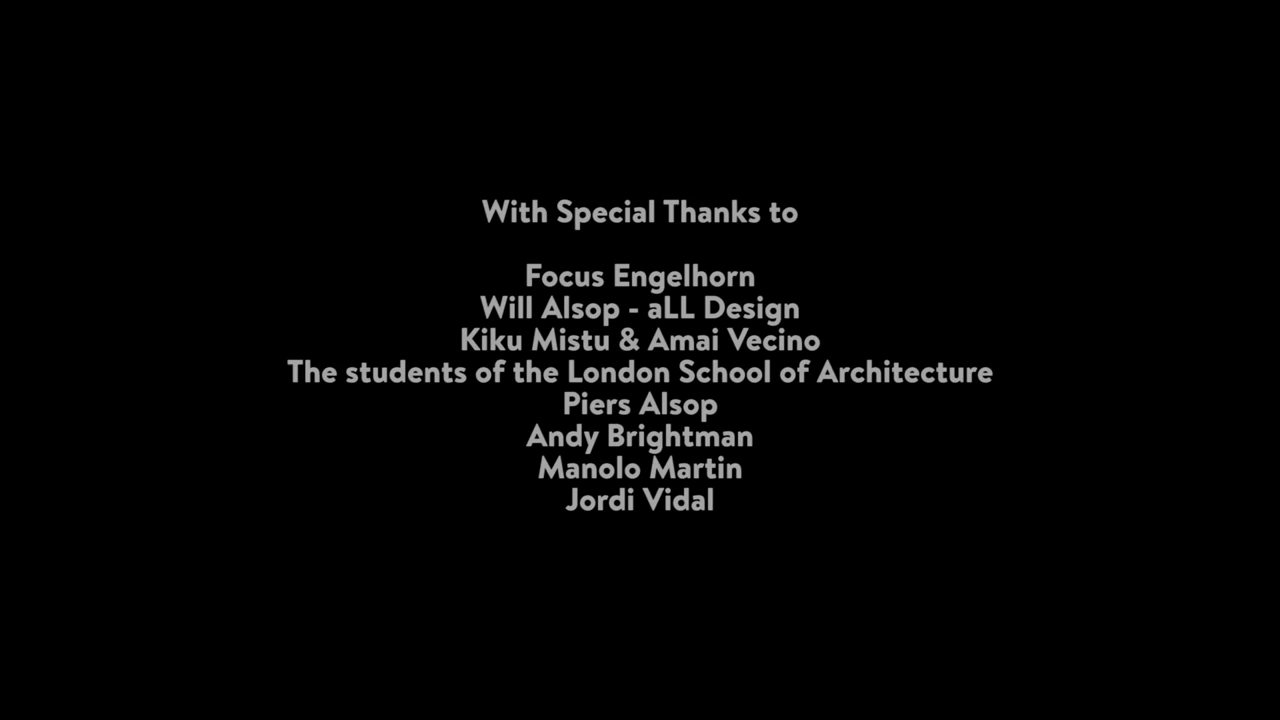 With Special Thanks to
Focus Engelhorn
Will Alsop - aLL Design
Kiku Mistu & Amai Vecino
The students of the London School of Architecture
Piers Alsop
Andy Brightman
Manolo Martin
Jordi Vidal